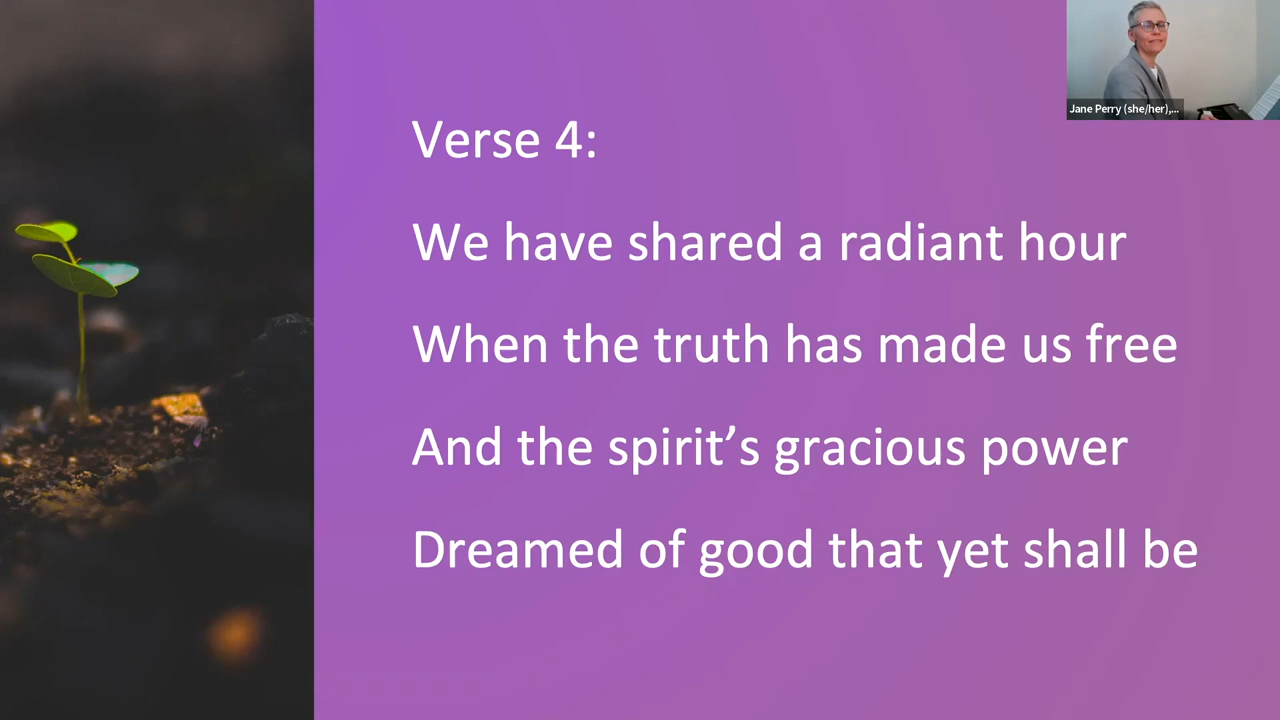 Jane Perry (she/her),...
Verse 4:
We have shared a radiant hour
When the truth has made us free
And the spirit’s gracious power
Dreamed of good that yet shall be